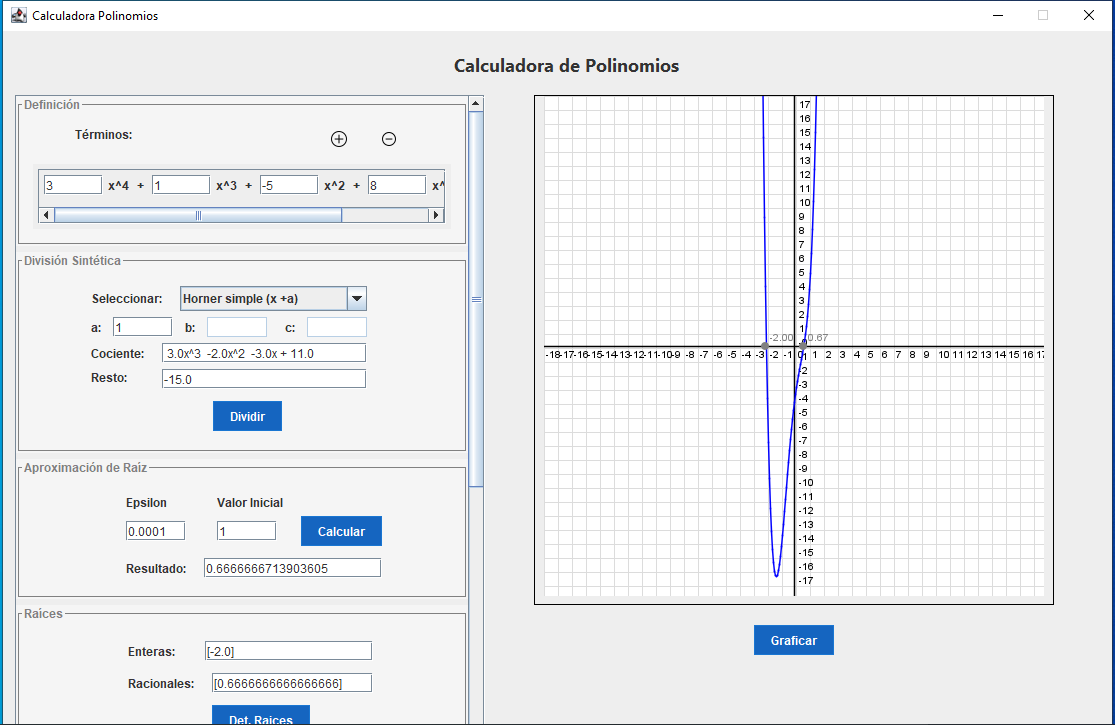 Calculadora Polinomios
Calculadora de Polinomios
Definición
Términos:
3 x^4 + 1 x^3 + -5 x^2 + 8 x^
División Sintética
Seleccionar: Horner simple (x +a)
a: 1 b: c:
Cociente: 3.0x^3 -2.0x^2 -3.0x + 11.0
Resto: -15.0
Dividir
Aproximación de Raíz
Epsilon Valor Inicial
0.0001 1 Calcular
Resultado: 0.6666666713903605
Raíces
Enteras: [-2.0]
Racionales: [0.6666666666666666]
Det. Raices
17
16
15
14
13
12
11
10
9
8
7
6
5
4
3
2
1
-2.00 0.67
-18 -17 -16 -15 -14 -13 -12 -11 -10 -9 -8 -7 -6 -5 -4 -3 -2 -1 0 1 2 3 4 5 6 7 8 9 10 11 12 13 14 15 16 17
-1
-2
-3
-4
-5
-6
-7
-8
-9
-10
-11
-12
-13
-14
-15
-16
-17
Graficar